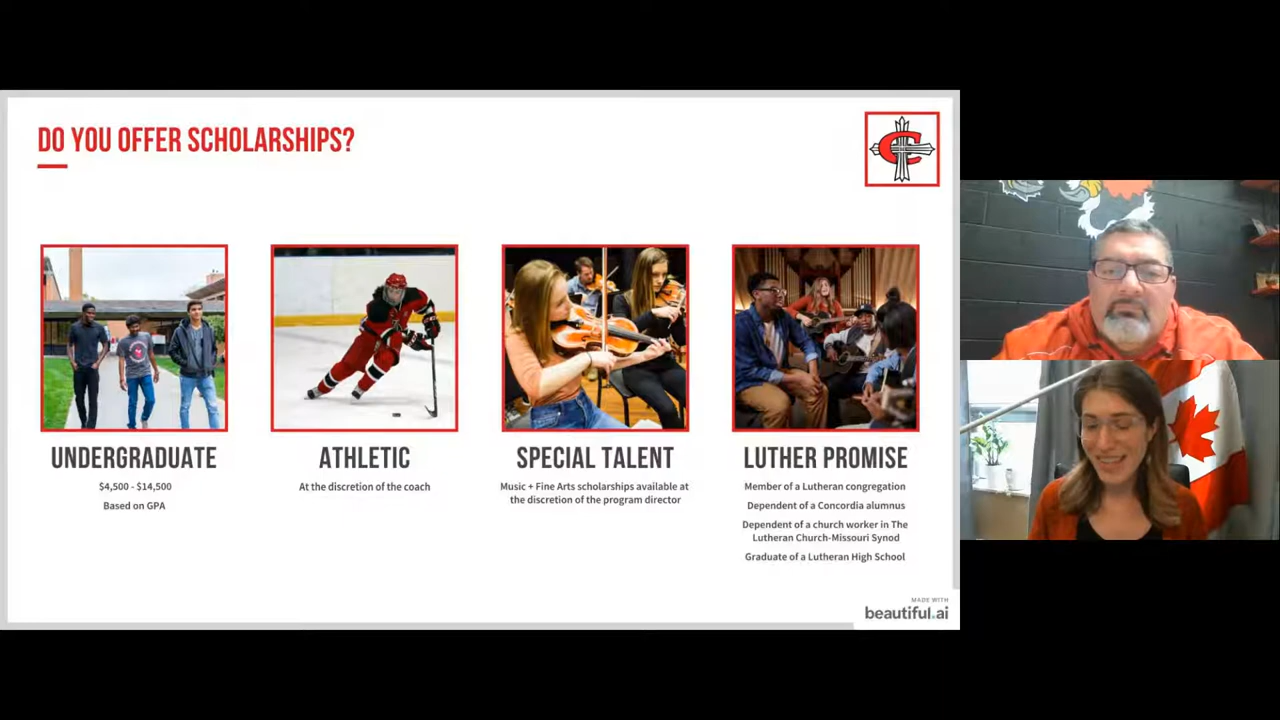 DO YOU OFFER SCHOLARSHIPS?
UNDERGRADUATE
$4,500 - $14,500
Based on GPA
ATHLETIC
At the discretion of the coach
SPECIAL TALENT
Music + Fine Arts scholarships available at
the discretion of the program director
LUTHER PROMISE
Member of a Lutheran congregation
Dependent of a Concordia alumnus
Dependent of a church worker in The
Lutheran Church-Missouri Synod
Graduate of a Lutheran High School
MADE WITH
beautiful.ai